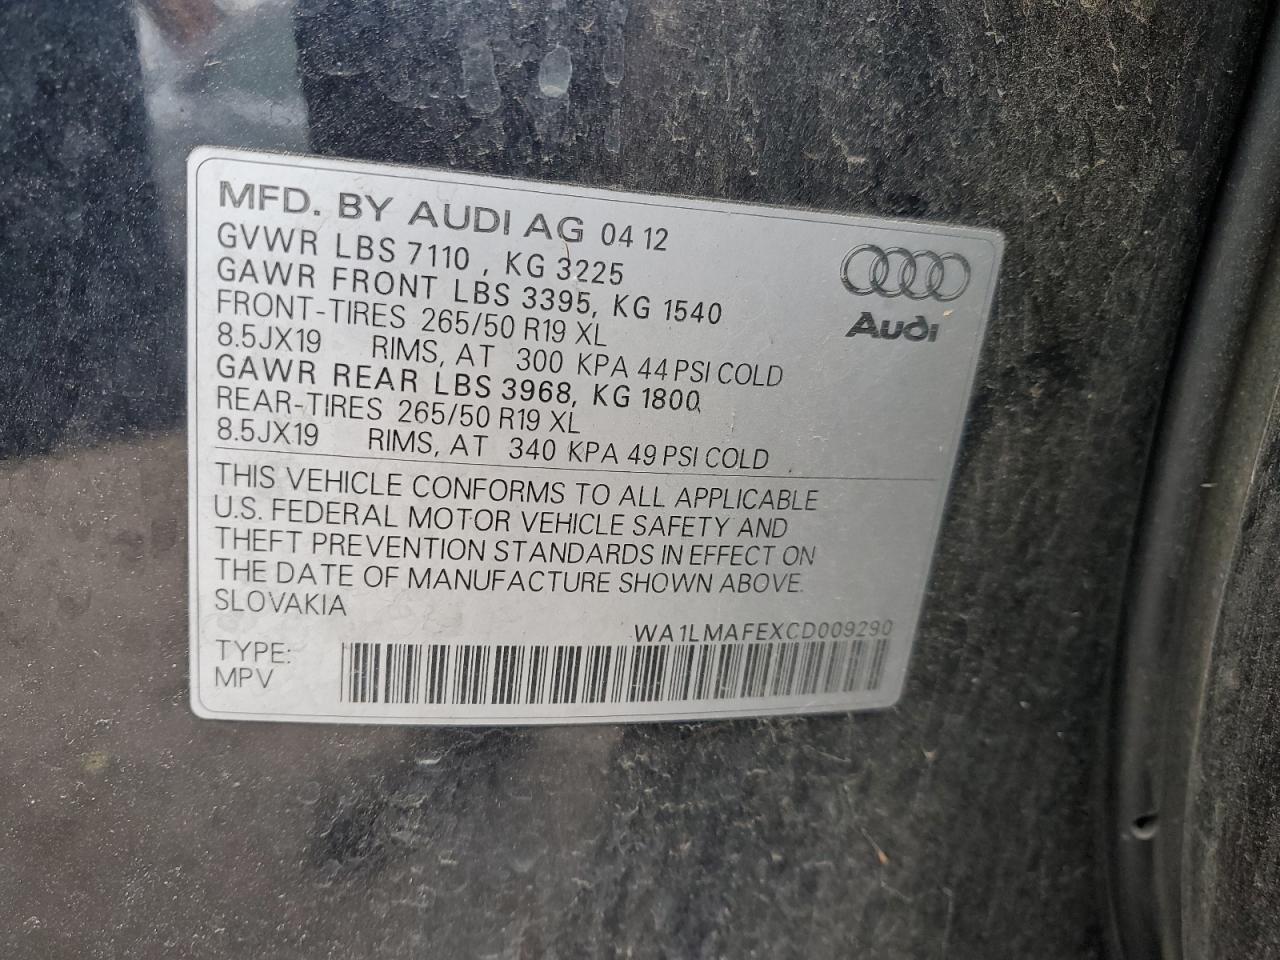 MFD. BY AUDI AG 04 12
GVWR LBS 7110 , KG 3225
GAWR FRONT LBS 3395, KG 1540
FRONT-TIRES 265/50 R19 XL
8.5JX19 RIMS, AT 300 KPA 44 PSI COLD
GAWR REAR LBS 3968, KG 1800
REAR-TIRES 265/50 R19 XL
8.5JX19 RIMS, AT 340 KPA 49 PSI COLD
Audi
THIS VEHICLE CONFORMS TO ALL APPLICABLE
U.S. FEDERAL MOTOR VEHICLE SAFETY AND
THEFT PREVENTION STANDARDS IN EFFECT ON
THE DATE OF MANUFACTURE SHOWN ABOVE.
SLOVAKIA
WA1LMAFEXCD009290
TYPE:
MPV